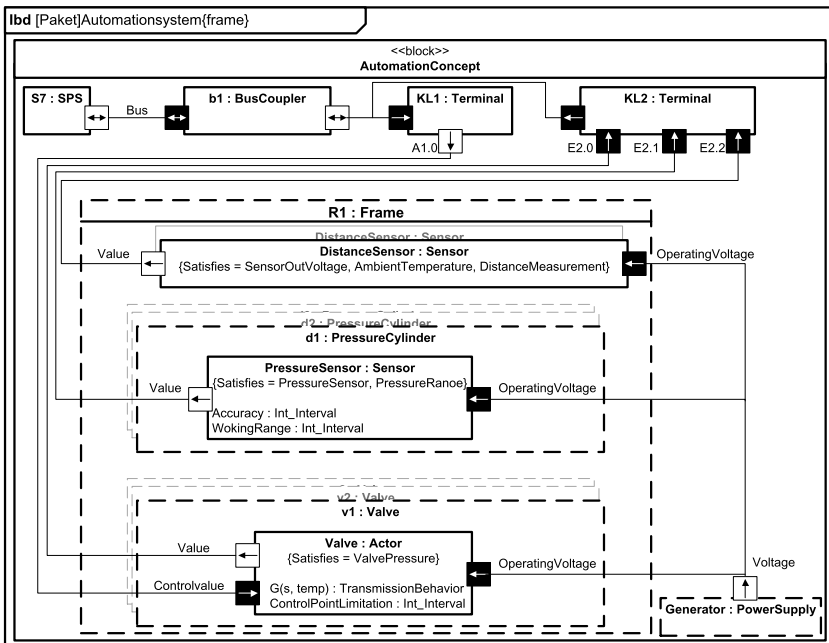 Ibd [Paket]Automationsystem{frame}
<<block>>
AutomationConcept
S7 : SPS
Bus
b1 : BusCoupler
KL1 : Terminal
KL2 : Terminal
A1.0
E2.0
E2.1
E2.2
R1 : Frame
DistanceSensor : Sensor
Value
DistanceSensor : Sensor
OperatingVoltage
{Satisfies = SensorOutVoltage, AmbientTemperature, DistanceMeasurement}
d2 : PressureCylinder
d1 : PressureCylinder
PressureSensor : Sensor
Value
{Satisfies = PressureSensor, PressureRanoe}
OperatingVoltage
Accuracy : Int_Interval
WokingRange : Int_Interval
v2 : Valve
v1 : Valve
Valve : Actor
Value
{Satisfies = ValvePressure}
OperatingVoltage
Voltage
Controlvalue
G(s, temp) : TransmissionBehavior
ControlPointLimitation : Int_Interval
Generator : PowerSupply